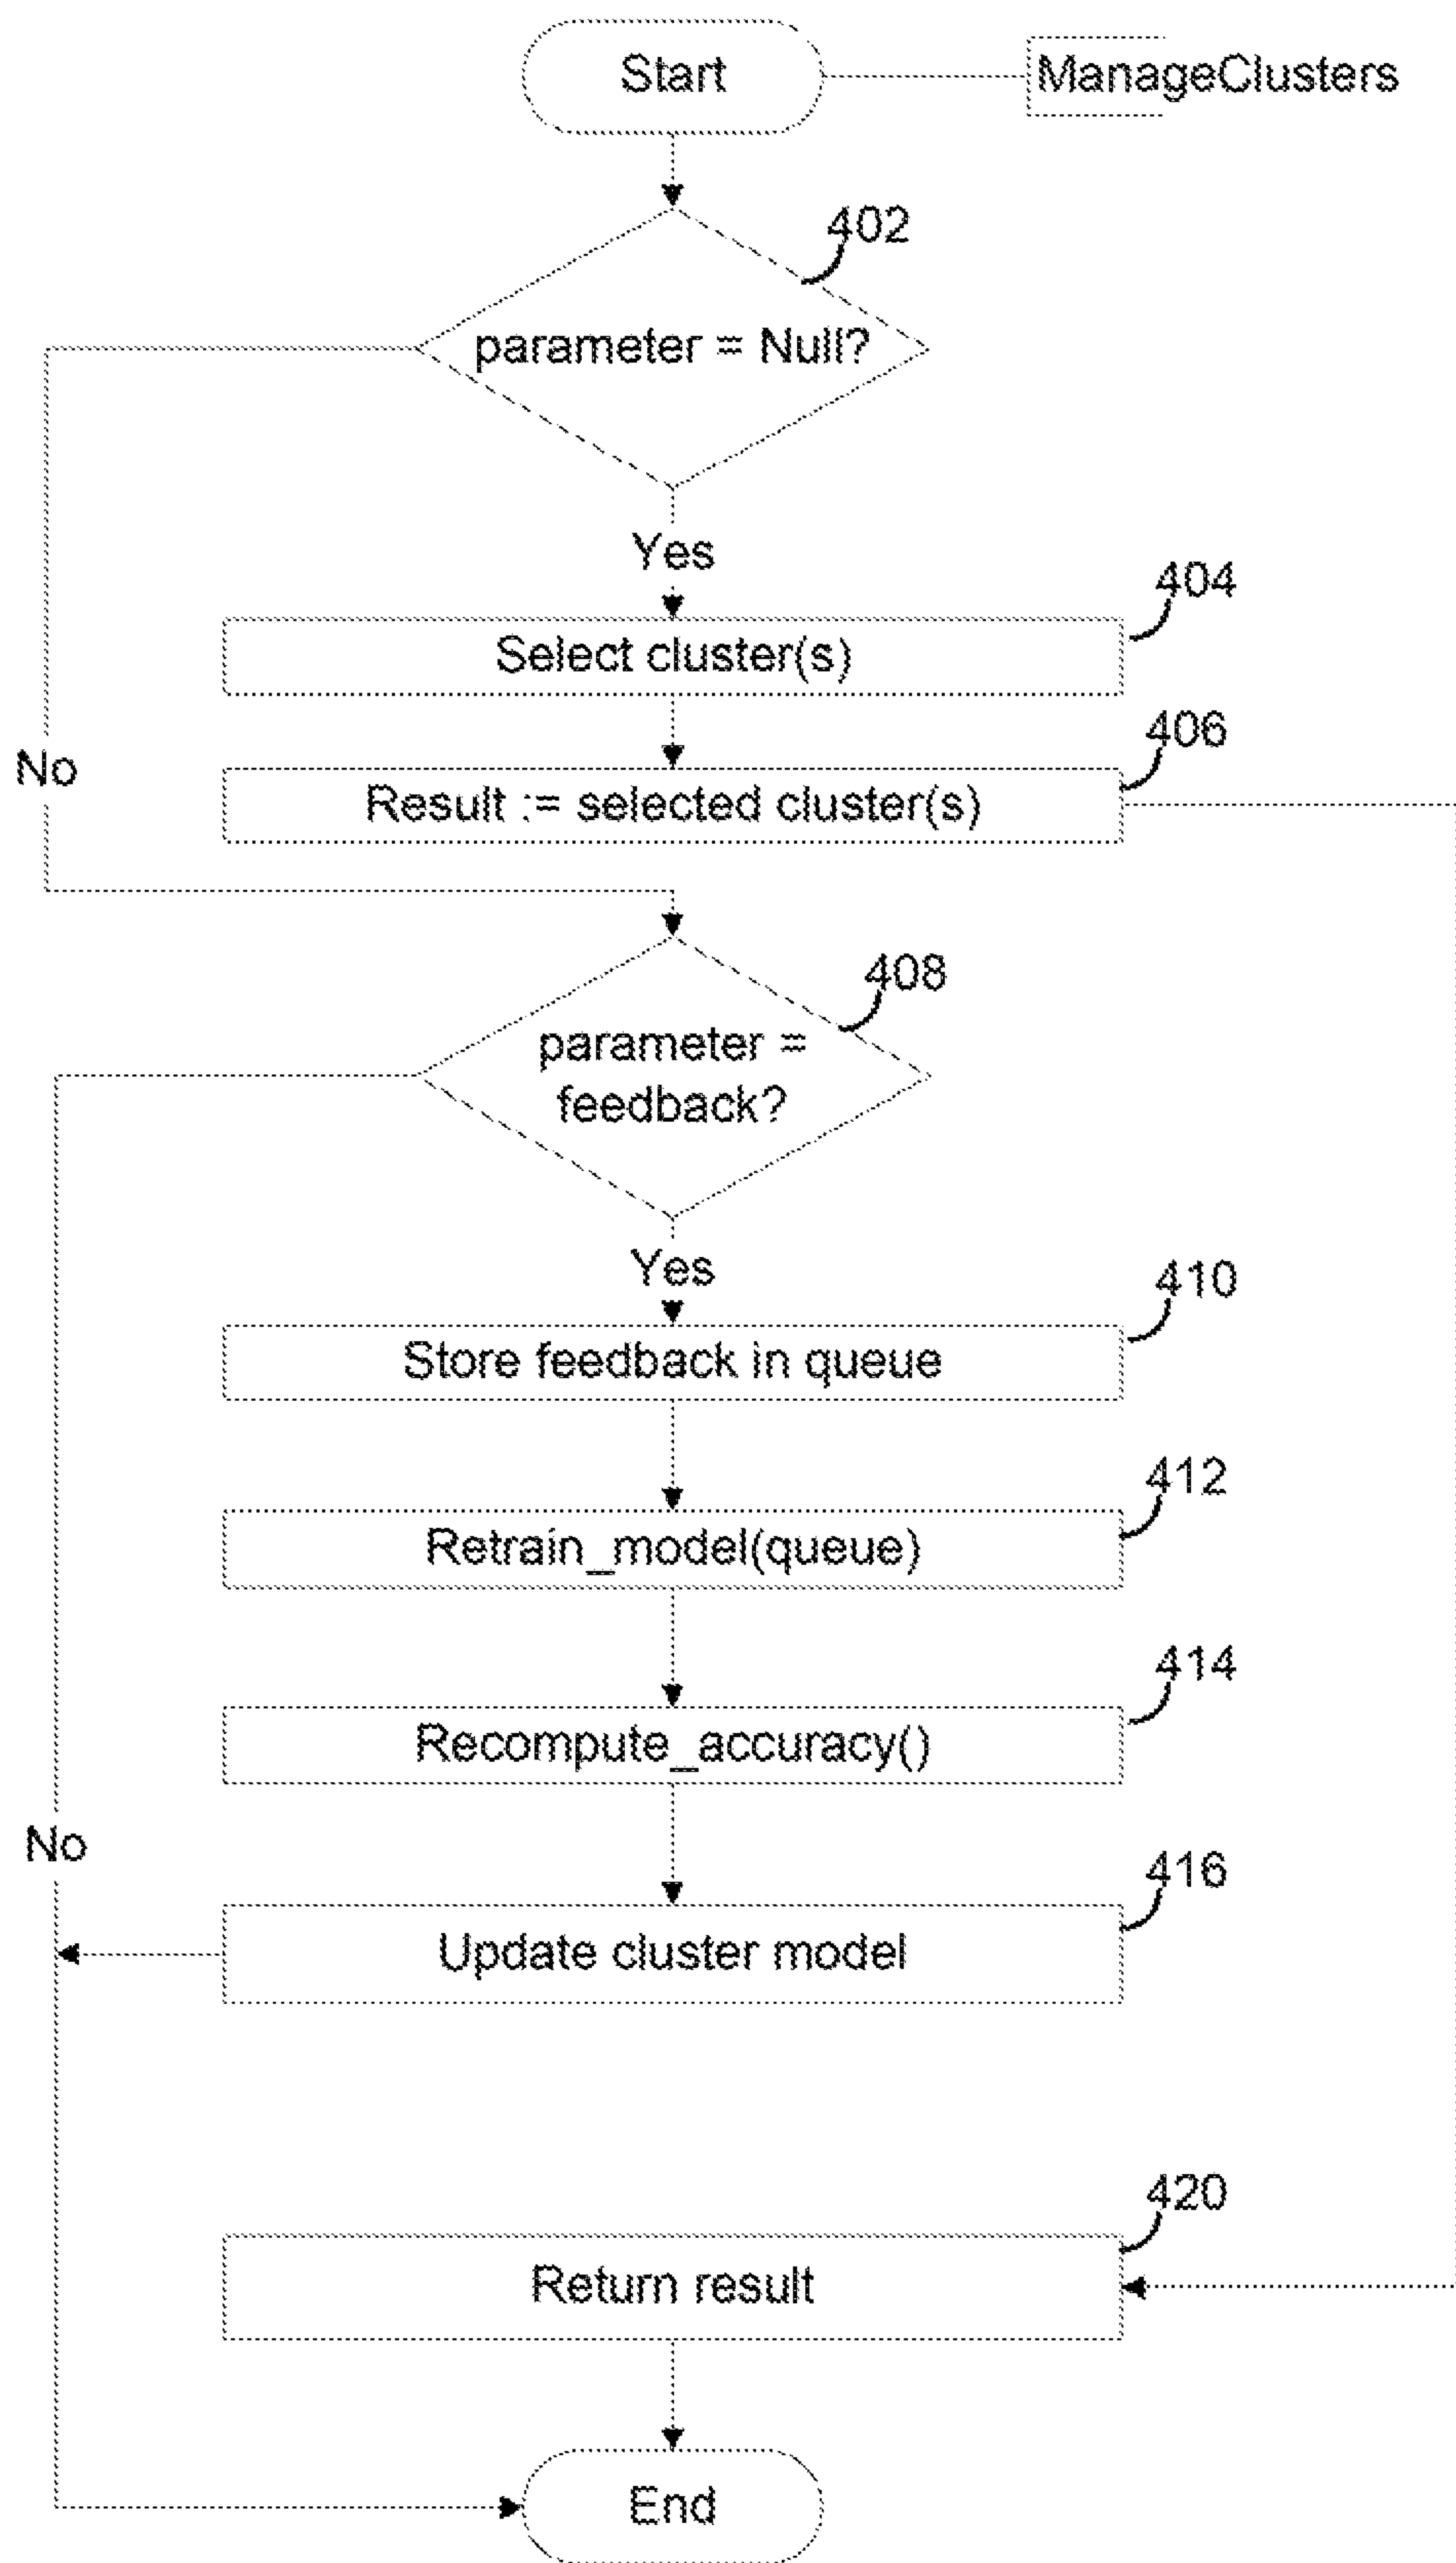 Start
ManageClusters
402
parameter = Null?
Yes
404
Select cluster(s)
406
No
Result := selected cluster(s)
408
parameter =
feedback?
Yes
410
Store feedback in queue
412
Retrain_model(queue)
414
Recompute_accuracy()
No
416
Update cluster model
420
Return result
End